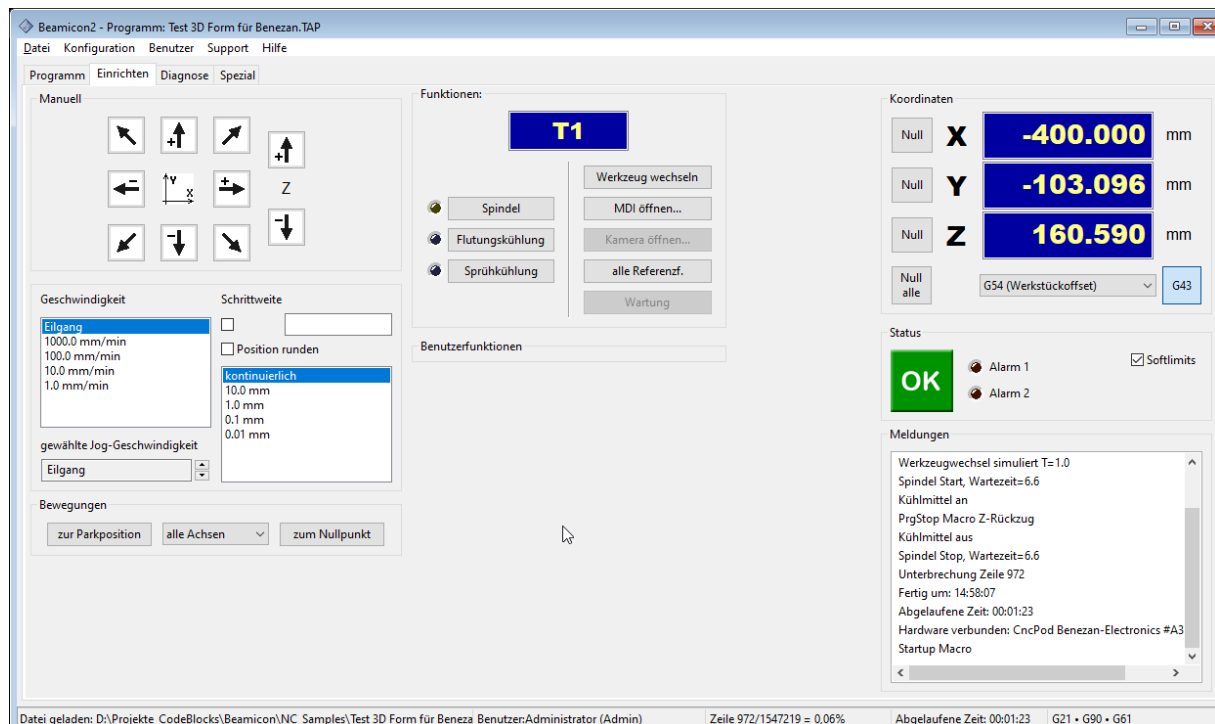 Beamicon2 - Programm: Test 3D Form für Benezan.TAP
Datei Konfiguration Benutzer Support Hilfe
Programm Einrichten Diagnose Spezial
Manuell
+
+
- Y X + Z
- -
Geschwindigkeit
Eilgang
1000.0 mm/min
100.0 mm/min
10.0 mm/min
1.0 mm/min
gewählte Jog-Geschwindigkeit
Eilgang
Schrittweite
Position runden
kontinuierlich
10.0 mm
1.0 mm
0.1 mm
0.01 mm
Bewegungen
zur Parkposition alle Achsen zum Nullpunkt
Funktionen:
T1
Spindel
Flutungskühlung
Sprühkühlung
Werkzeug wechseln
MDI öffnen...
Kamera öffnen...
alle Referenzf.
Wartung
Benutzerfunktionen
Koordinaten
Null X -400.000 mm
Null Y -103.096 mm
Null Z 160.590 mm
Null alle G54 (Werkstückoffset) G43
Status
OK
Alarm 1
Alarm 2
Softlimits
Meldungen
Werkzeugwechsel simuliert T=1.0
Spindel Start, Wartezeit=6.6
Kühlmittel an
PrgStop Macro Z-Rückzug
Kühlmittel aus
Spindel Stop, Wartezeit=6.6
Unterbrechung Zeile 972
Fertig um: 14:58:07
Abgelaufene Zeit: 00:01:23
Hardware verbunden: CncPod Benezan-Electronics #A3
Startup Macro
Datei geladen: D:\Projekte_CodeBlocks\Beamicon\NC_Samples\Test 3D Form für Beneza Benutzer:Administrator (Admin) Zeile 972/1547219 = 0,06% Abgelaufene Zeit: 00:01:23 G21 • G90 • G61